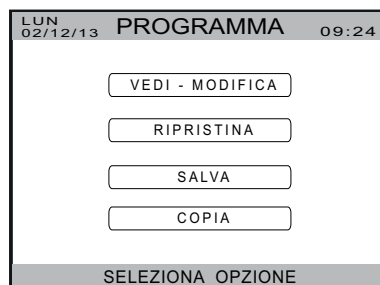 LUN
02/12/13 PROGRAMMA 09:24
VEDI - MODIFICA
RIPRISTINA
SALVA
COPIA
SELEZIONA OPZIONE